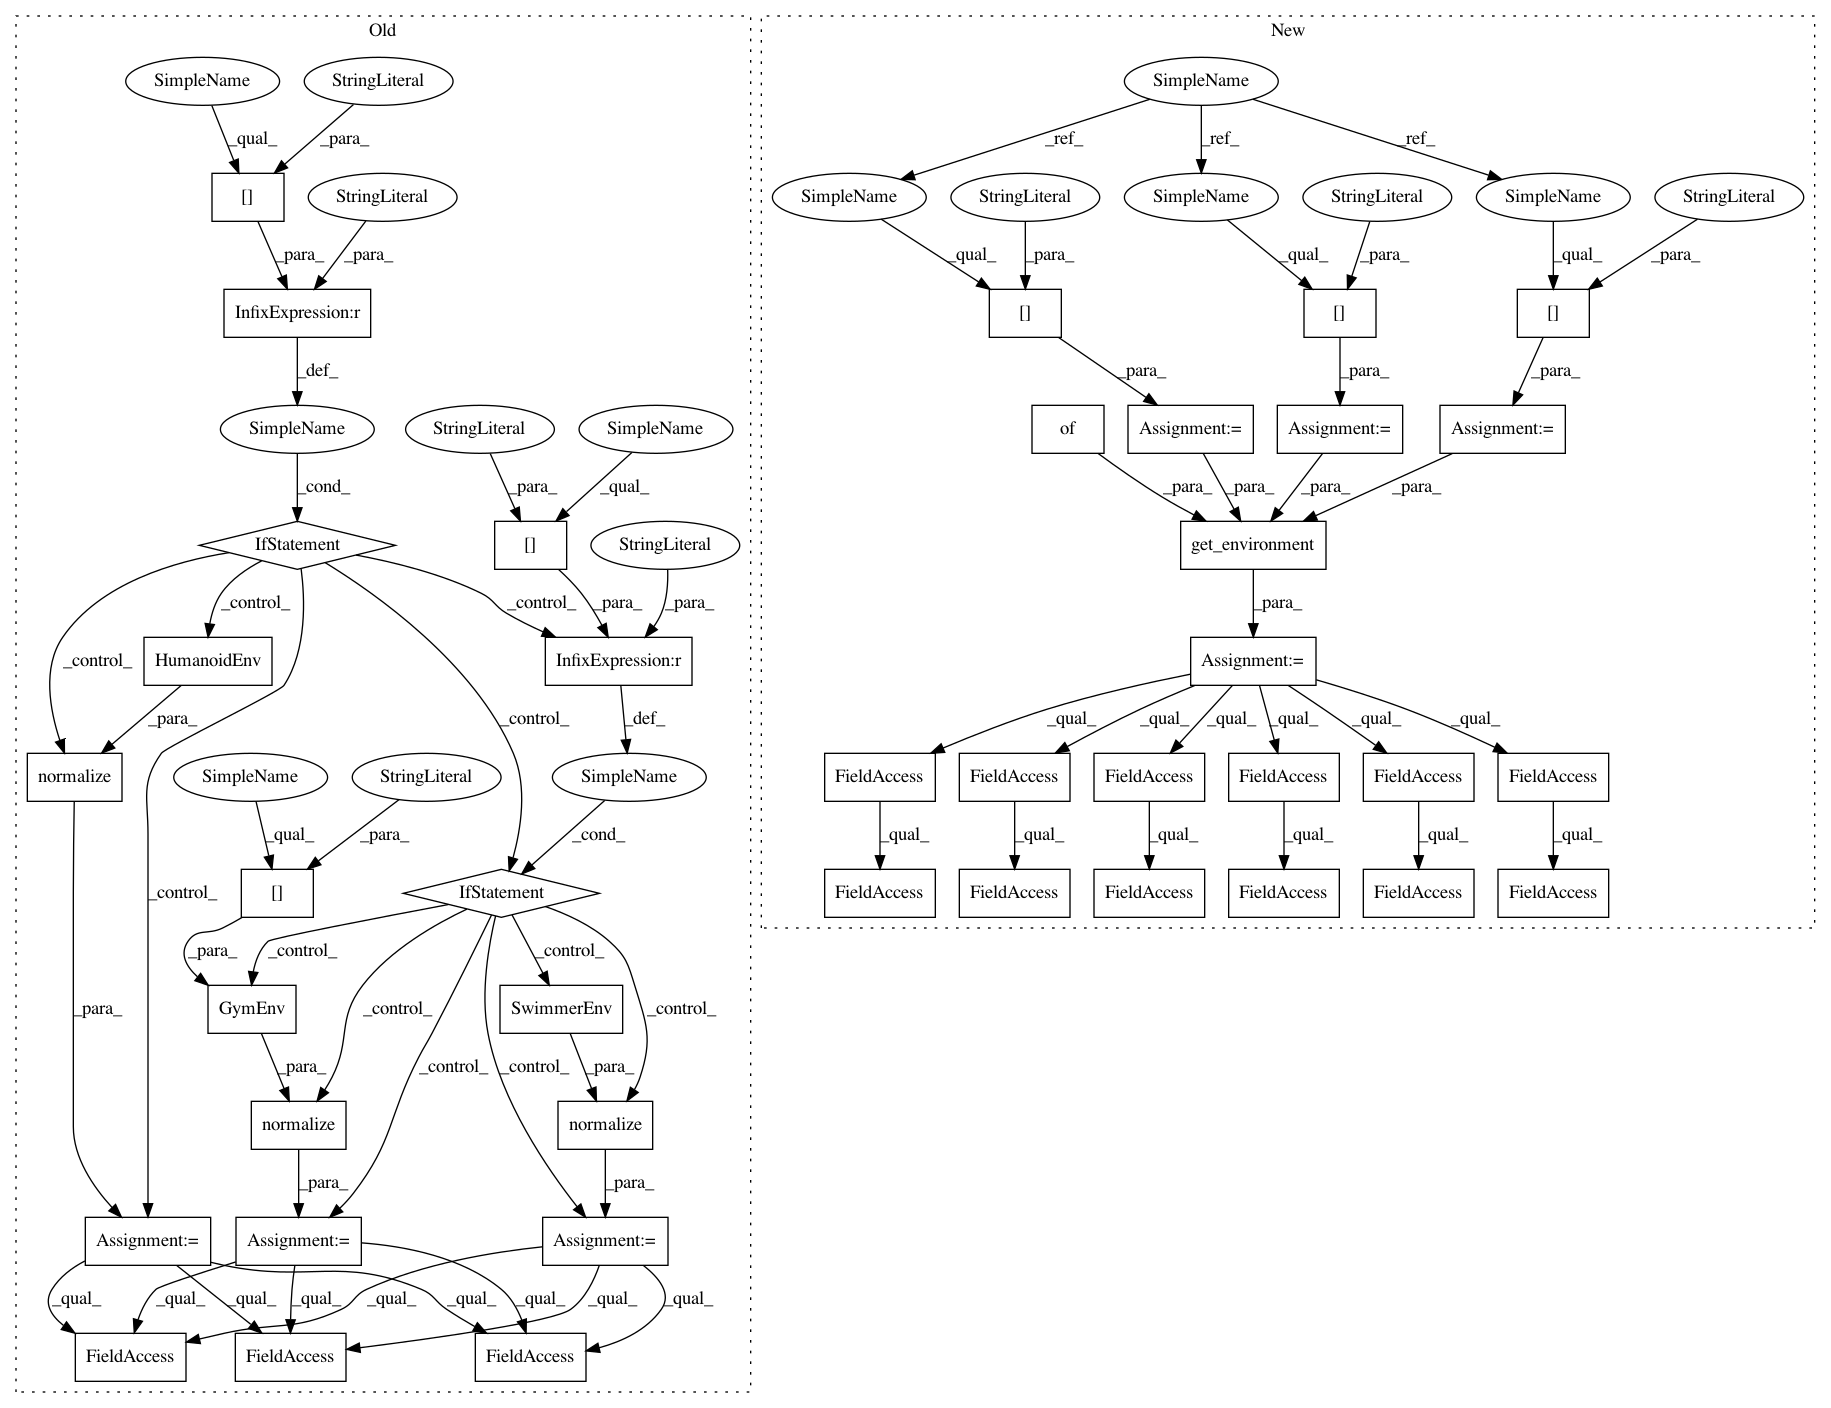 Old
New
SimpleName
StringLiteral
SimpleName
_qual_
_para_
_ref_
_ref_
_ref_
[]
StringLiteral
SimpleName
StringLiteral
SimpleName
StringLiteral
SimpleName
StringLiteral
_para_
_para_
_qual_
_para_
_qual_
_para_
_qual_
_para_
InfixExpression:r
[]
[]
[]
_def_
_para_
_para_
_para_
SimpleName
StringLiteral
SimpleName
of
Assignment:=
Assignment:=
Assignment:=
_cond_
_para_
_qual_
_para_
_para_
_para_
_para_
IfStatement
[]
StringLiteral
get_environment
_control_
_control_
_para_
_para_
_para_
_control_
HumanoidEnv
InfixExpression:r
Assignment:=
_para_
_control_
_def_
_qual_
_qual_
_qual_
_qual_
_qual_
_qual_
normalize
SimpleName
StringLiteral
SimpleName
FieldAccess
FieldAccess
FieldAccess
FieldAccess
FieldAccess
FieldAccess
_qual_
_para_
_cond_
_qual_
_qual_
_qual_
_qual_
_qual_
_qual_
_control_
[]
IfStatement
FieldAccess
FieldAccess
FieldAccess
FieldAccess
FieldAccess
FieldAccess
_para_
_control_
_control_
_para_
GymEnv
_control_
SwimmerEnv
_control_
_para_
_control_
_control_
_para_
normalize
normalize
_para_
_para_
Assignment:=
Assignment:=
Assignment:=
_qual_
_qual_
_qual_
_qual_
_qual_
_qual_
_qual_
_qual_
_qual_
FieldAccess
FieldAccess
FieldAccess